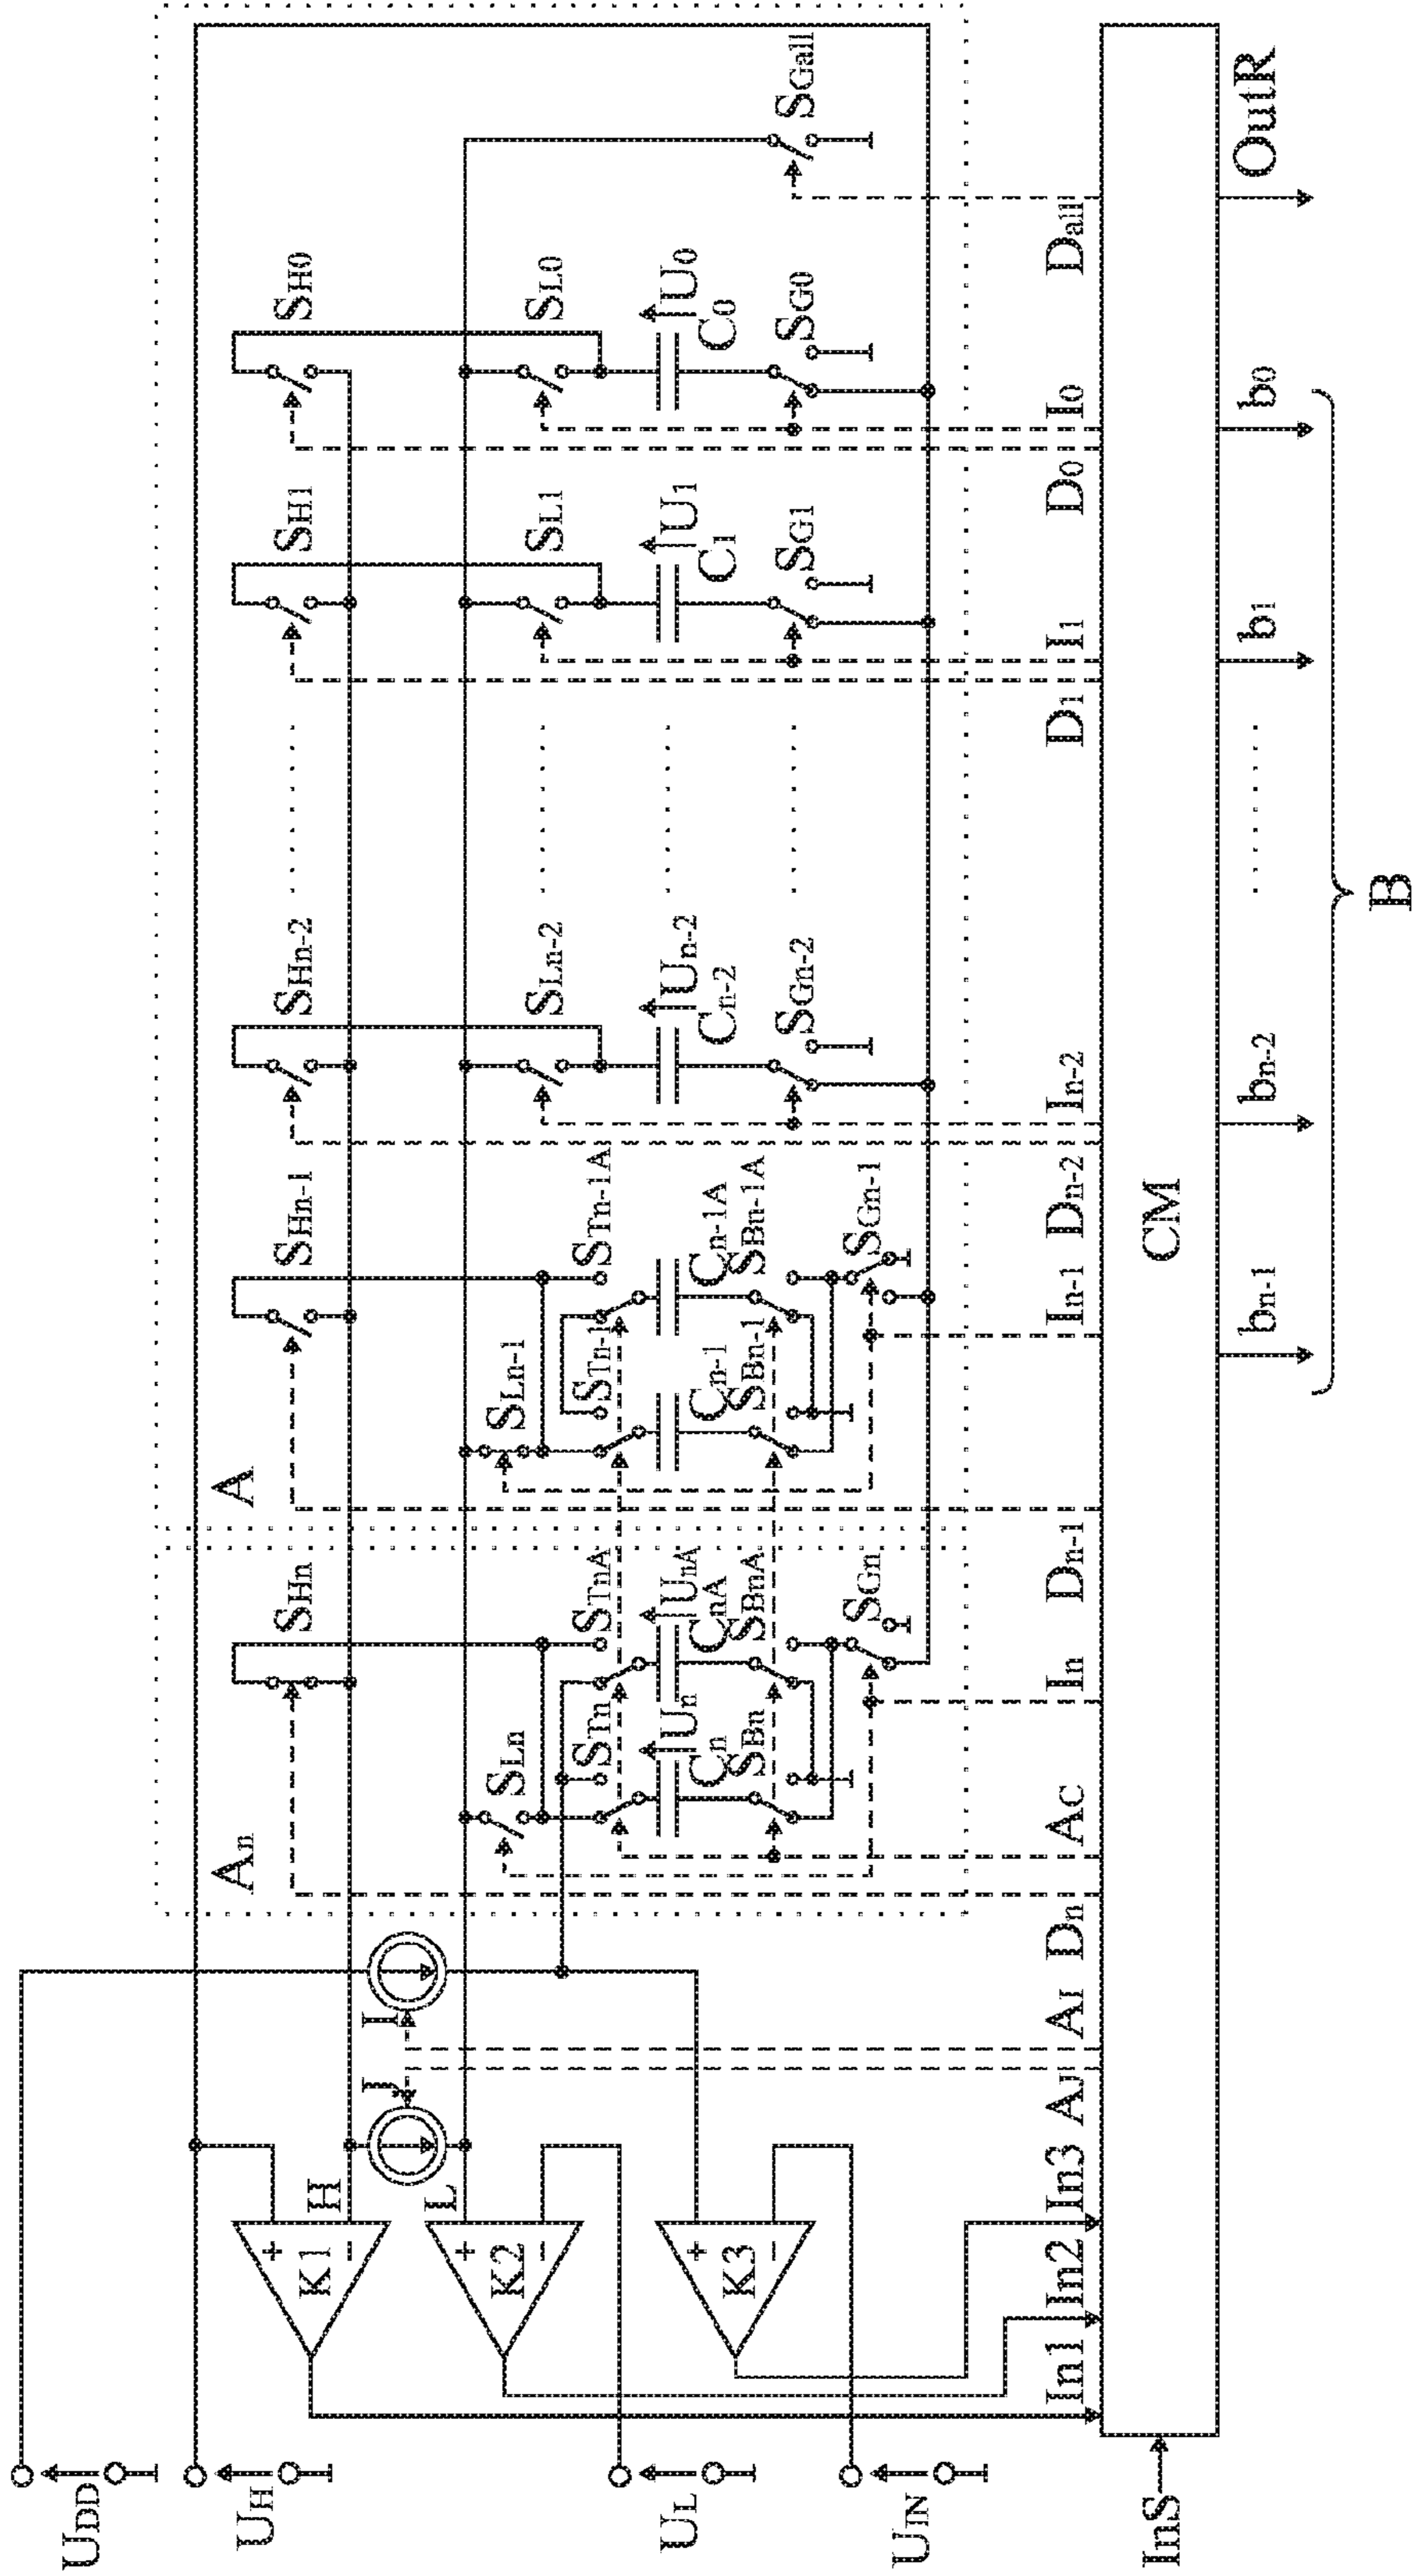 UDD
UH
UL
UIN
InS
K1
K2
K3
+
−
+
−
+
−
H
L
J
I
In1
In2
In3
AJ
AI
Dn
AC
In
Dn-1
In-1
Dn-2
In-2
D1
I1
D0
I0
Dall
An
SHn
SLn
STn
STnA
Un
UnA
Cn
CnA
SBn
SBnA
SGn
A
SHn-1
SLn-1
STn-1
STn-1A
Cn-1
Cn-1A
SBn-1
SBn-1A
SGn-1
SHn-2
SLn-2
Un-2
Cn-2
SGn-2
SH1
SL1
U1
C1
SG1
SH0
SL0
U0
C0
SG0
SGall
CM
bn-1
bn-2
b1
b0
OutR
B